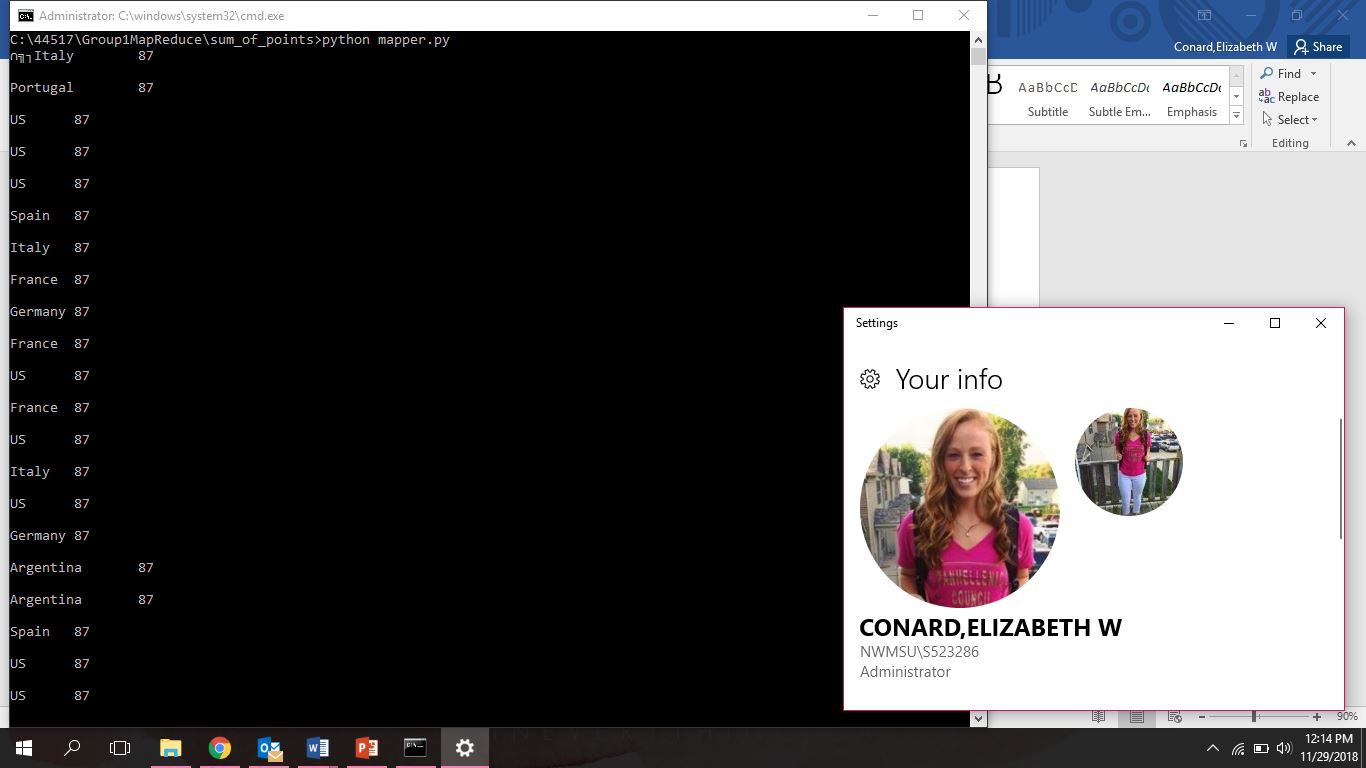 Administrator: C:\windows\system32\cmd.exe
C:\44517\Group1MapReduce\sum_of_points>python mapper.py
∩╗┐Italy 87
Portugal 87
US 87
US 87
US 87
Spain 87
Italy 87
France 87
Germany 87
France 87
US 87
France 87
US 87
Italy 87
US 87
Germany 87
Argentina 87
Argentina 87
Spain 87
US 87
US 87
Conard,Elizabeth W
Share
AaBbCcD AaBbCcDc AaBbCcDc
Subtitle Subtle Em... Emphasis
Find
Replace
Select
Editing
Settings
Your info
PANHELLENIC
COUNCIL
CONARD,ELIZABETH W
NWMSU\S523286
Administrator
90%
12:14 PM
11/29/2018